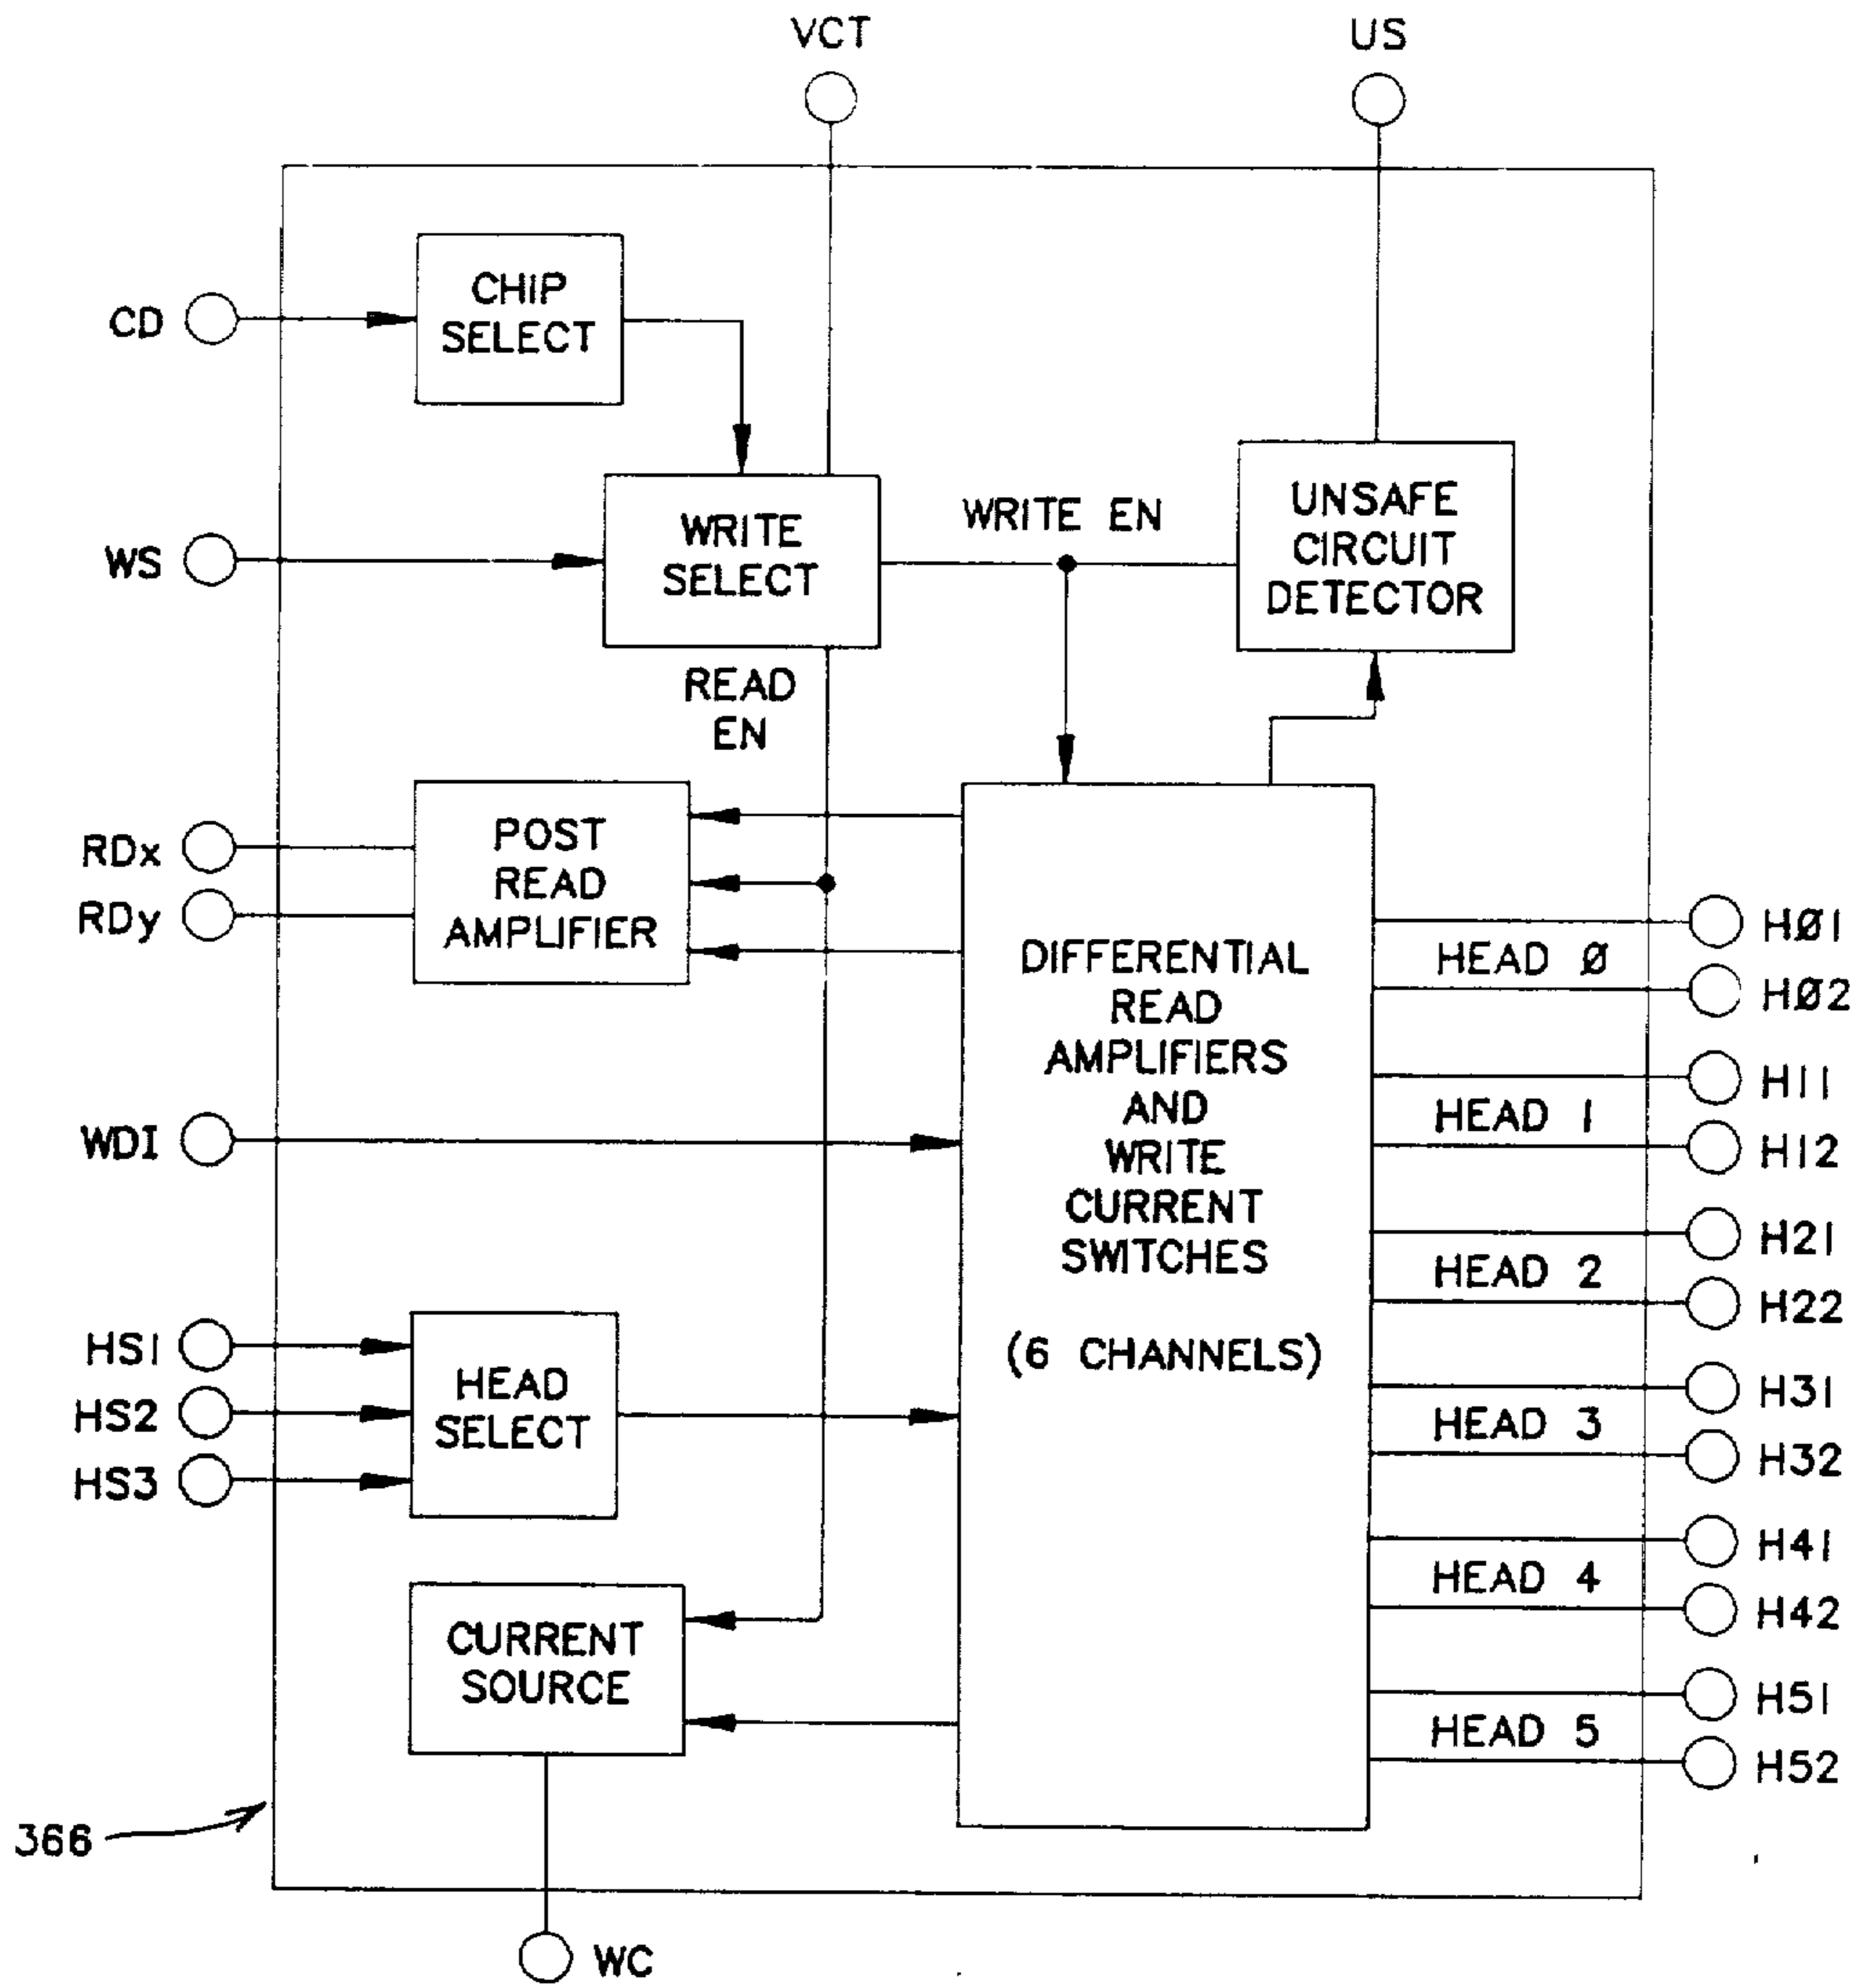 VCT
US
CD
CHIP
SELECT
WS
WRITE
SELECT
WRITE EN
UNSAFE
CIRCUIT
DETECTOR
READ
EN
RDx
RDy
POST
READ
AMPLIFIER
WDI
DIFFERENTIAL
READ
AMPLIFIERS
AND
WRITE
CURRENT
SWITCHES
(6 CHANNELS)
HEAD Ø
HØ1
HØ2
HEAD 1
H11
H12
HEAD 2
H21
H22
HEAD 3
H31
H32
HEAD 4
H41
H42
HEAD 5
H51
H52
HS1
HS2
HS3
HEAD
SELECT
CURRENT
SOURCE
366
WC